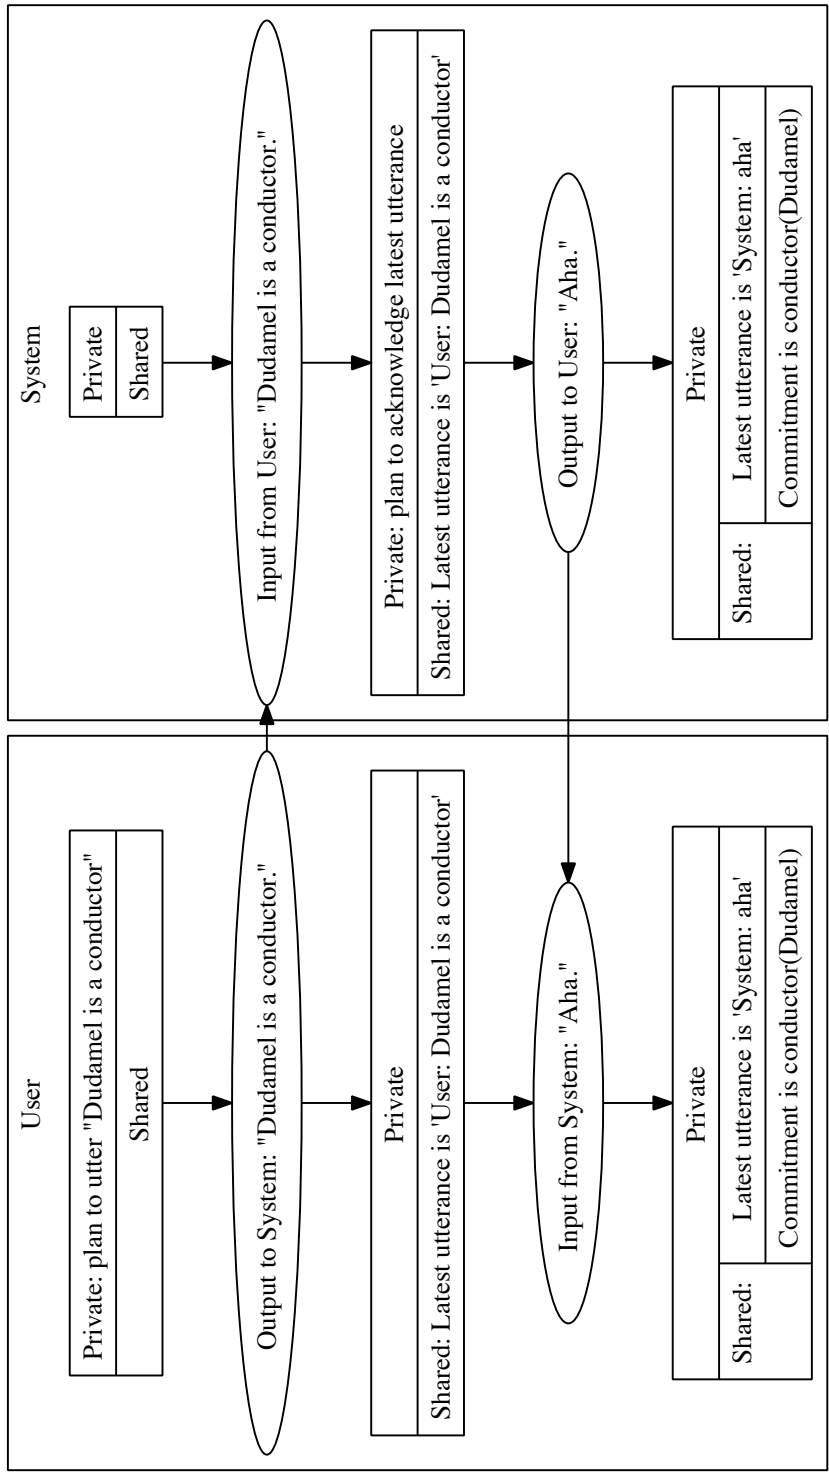 User
Private: plan to utter "Dudamel is a conductor"
Shared
Output to System: "Dudamel is a conductor."
Private
Shared: Latest utterance is 'User: Dudamel is a conductor'
Input from System: "Aha."
Private
Shared:
Latest utterance is 'System: aha'
Commitment is conductor(Dudamel)
System
Private
Shared
Input from User: "Dudamel is a conductor."
Private: plan to acknowledge latest utterance
Shared: Latest utterance is 'User: Dudamel is a conductor'
Output to User: "Aha."
Private
Shared:
Latest utterance is 'System: aha'
Commitment is conductor(Dudamel)